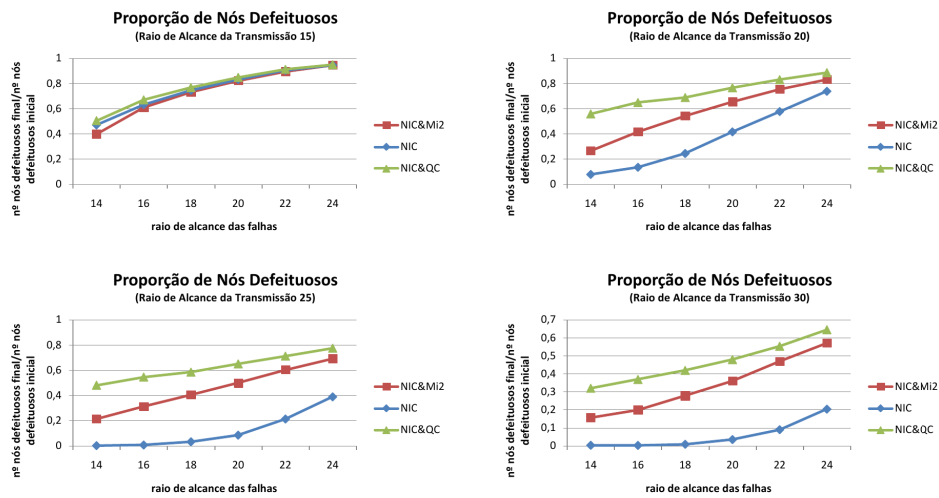 Proporção de Nós Defeituosos
(Raio de Alcance da Transmissão 15)
nº nós defeituosos final/nº nós
defeituosos inicial
1
0,8
0,6
0,4
0,2
0
14 16 18 20 22 24
raio de alcance das falhas
NIC&Mi2
NIC
NIC&QC
Proporção de Nós Defeituosos
(Raio de Alcance da Transmissão 20)
nº nós defeituosos final/nº nós
defeituosos inicial
1
0,8
0,6
0,4
0,2
0
14 16 18 20 22 24
raio de alcance das falhas
NIC&Mi2
NIC
NIC&QC
Proporção de Nós Defeituosos
(Raio de Alcance da Transmissão 25)
nº nós defeituosos final/nº nós
defeituosos inicial
1
0,8
0,6
0,4
0,2
0
14 16 18 20 22 24
raio de alcance das falhas
NIC&Mi2
NIC
NIC&QC
Proporção de Nós Defeituosos
(Raio de Alcance da Transmissão 30)
nº nós defeituosos final/nº nós
defeituosos inicial
0,7
0,6
0,5
0,4
0,3
0,2
0,1
0
14 16 18 20 22 24
raio de alcance das falhas
NIC&Mi2
NIC
NIC&QC